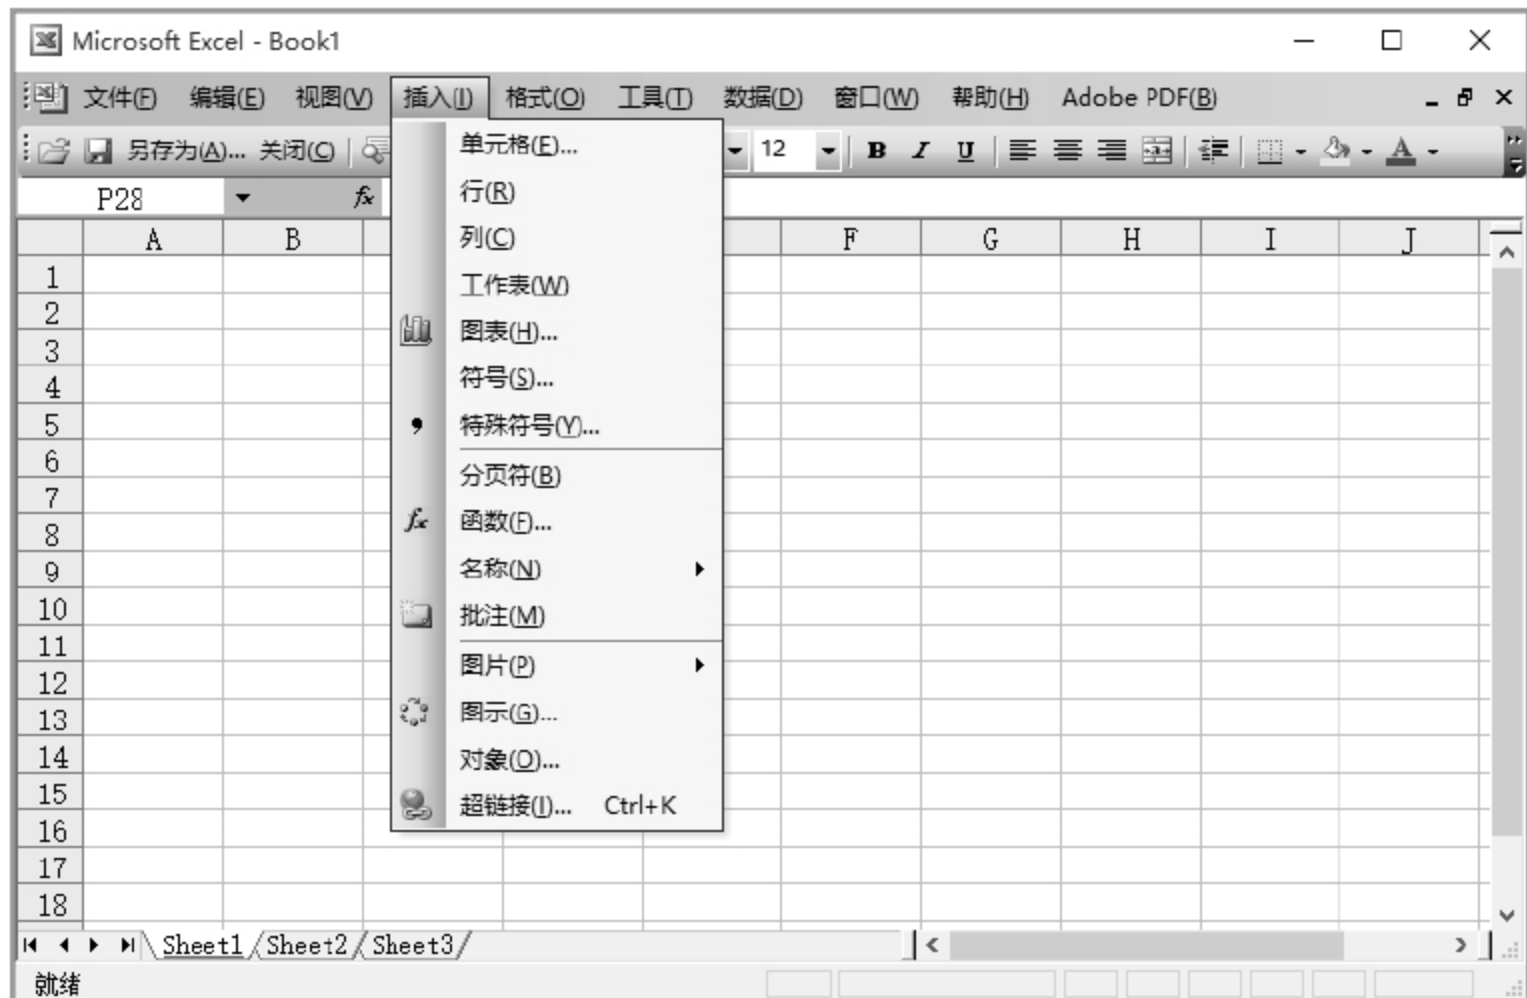 Microsoft Excel - Book1
文件(F) 编辑(E) 视图(V) 插入(I) 格式(O) 工具(T) 数据(D) 窗口(W) 帮助(H) Adobe PDF(B)
另存为(A)... 关闭(C) 12 B I U A
P28 fx
A B F G H I J
单元格(E)...
行(R)
列(C)
工作表(W)
图表(H)...
符号(S)...
特殊符号(Y)...
分页符(B)
fx 函数(F)...
名称(N)
批注(M)
图片(P)
图示(G)...
对象(O)...
超链接(I)... Ctrl+K
1
2
3
4
5
6
7
8
9
10
11
12
13
14
15
16
17
18
Sheet1 Sheet2 Sheet3
就绪